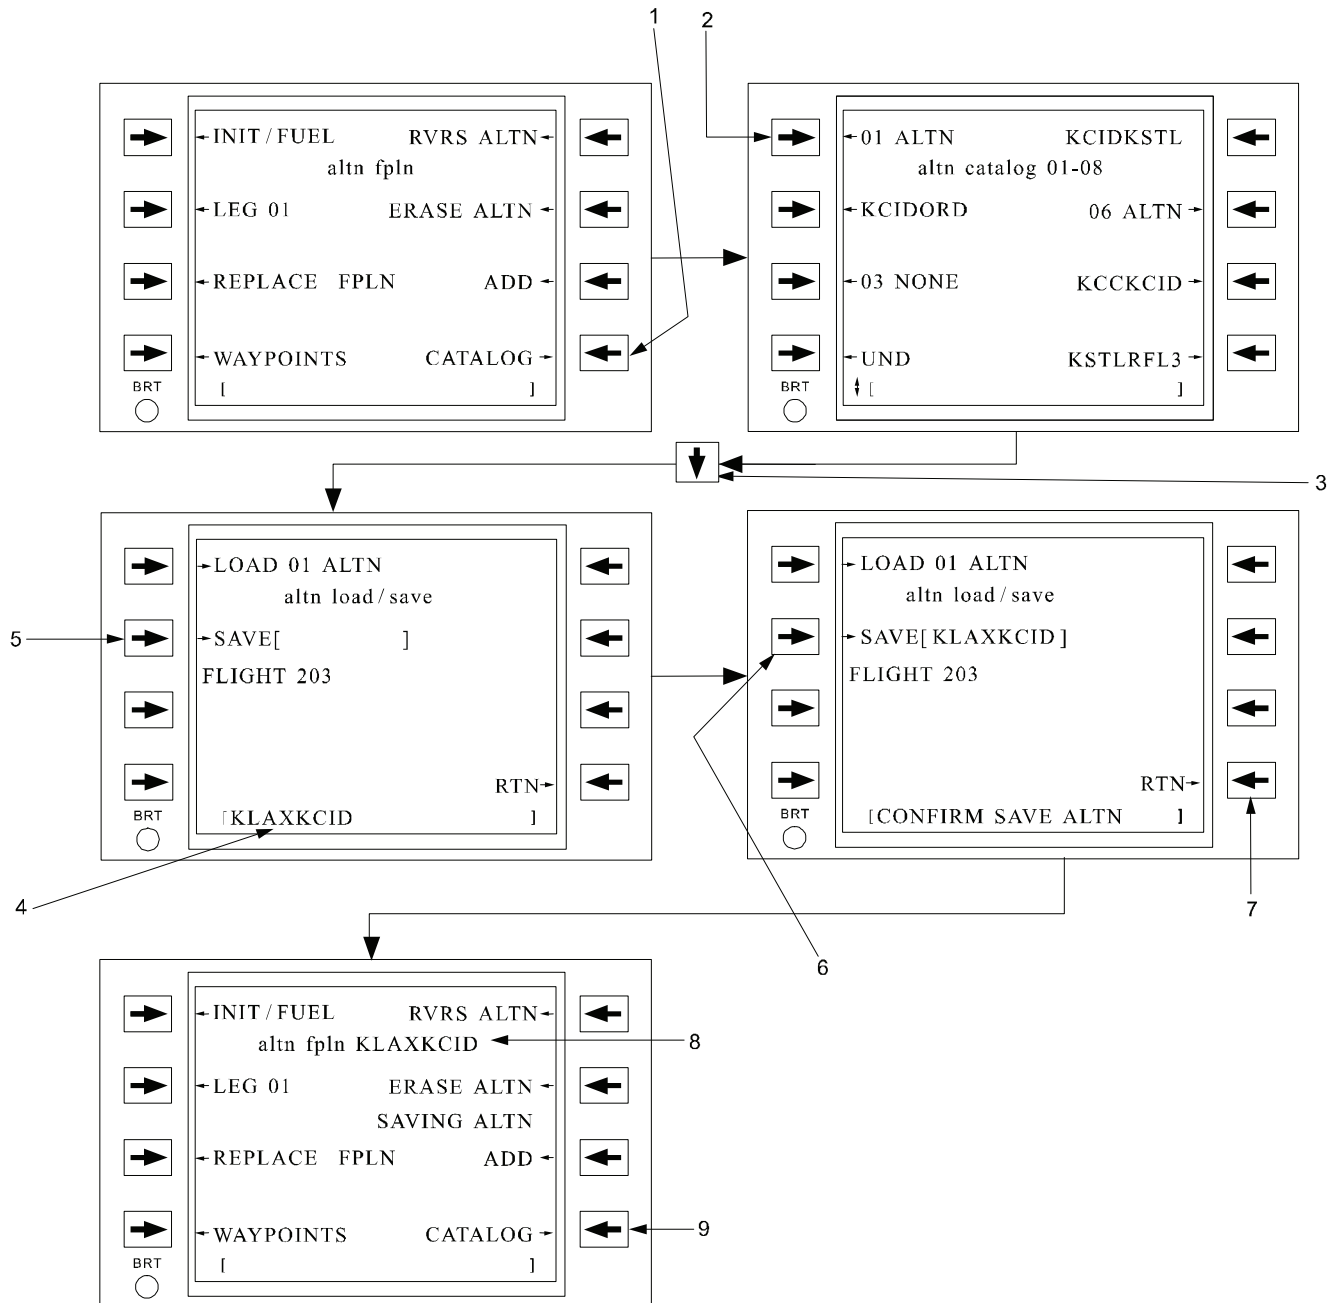 1
2
INIT/FUEL RVRS ALTN
altn fpln
LEG 01 ERASE ALTN
REPLACE FPLN ADD
WAYPOINTS CATALOG
BRT
[ ]
01 ALTN KCIDKSTL
altn catalog 01-08
KCIDORD 06 ALTN
03 NONE KCCKCID
UND KSTLRFL3
BRT
[ ]
3
LOAD 01 ALTN
altn load/save
5
SAVE[ ]
FLIGHT 203
RTN
BRT
[KLAXKCID ]
4
LOAD 01 ALTN
altn load/save
SAVE[KLAXKCID]
FLIGHT 203
RTN
BRT
[CONFIRM SAVE ALTN ]
6
7
INIT/FUEL RVRS ALTN
altn fpln KLAXKCID
8
LEG 01 ERASE ALTN
SAVING ALTN
REPLACE FPLN ADD
WAYPOINTS CATALOG
9
BRT
[ ]